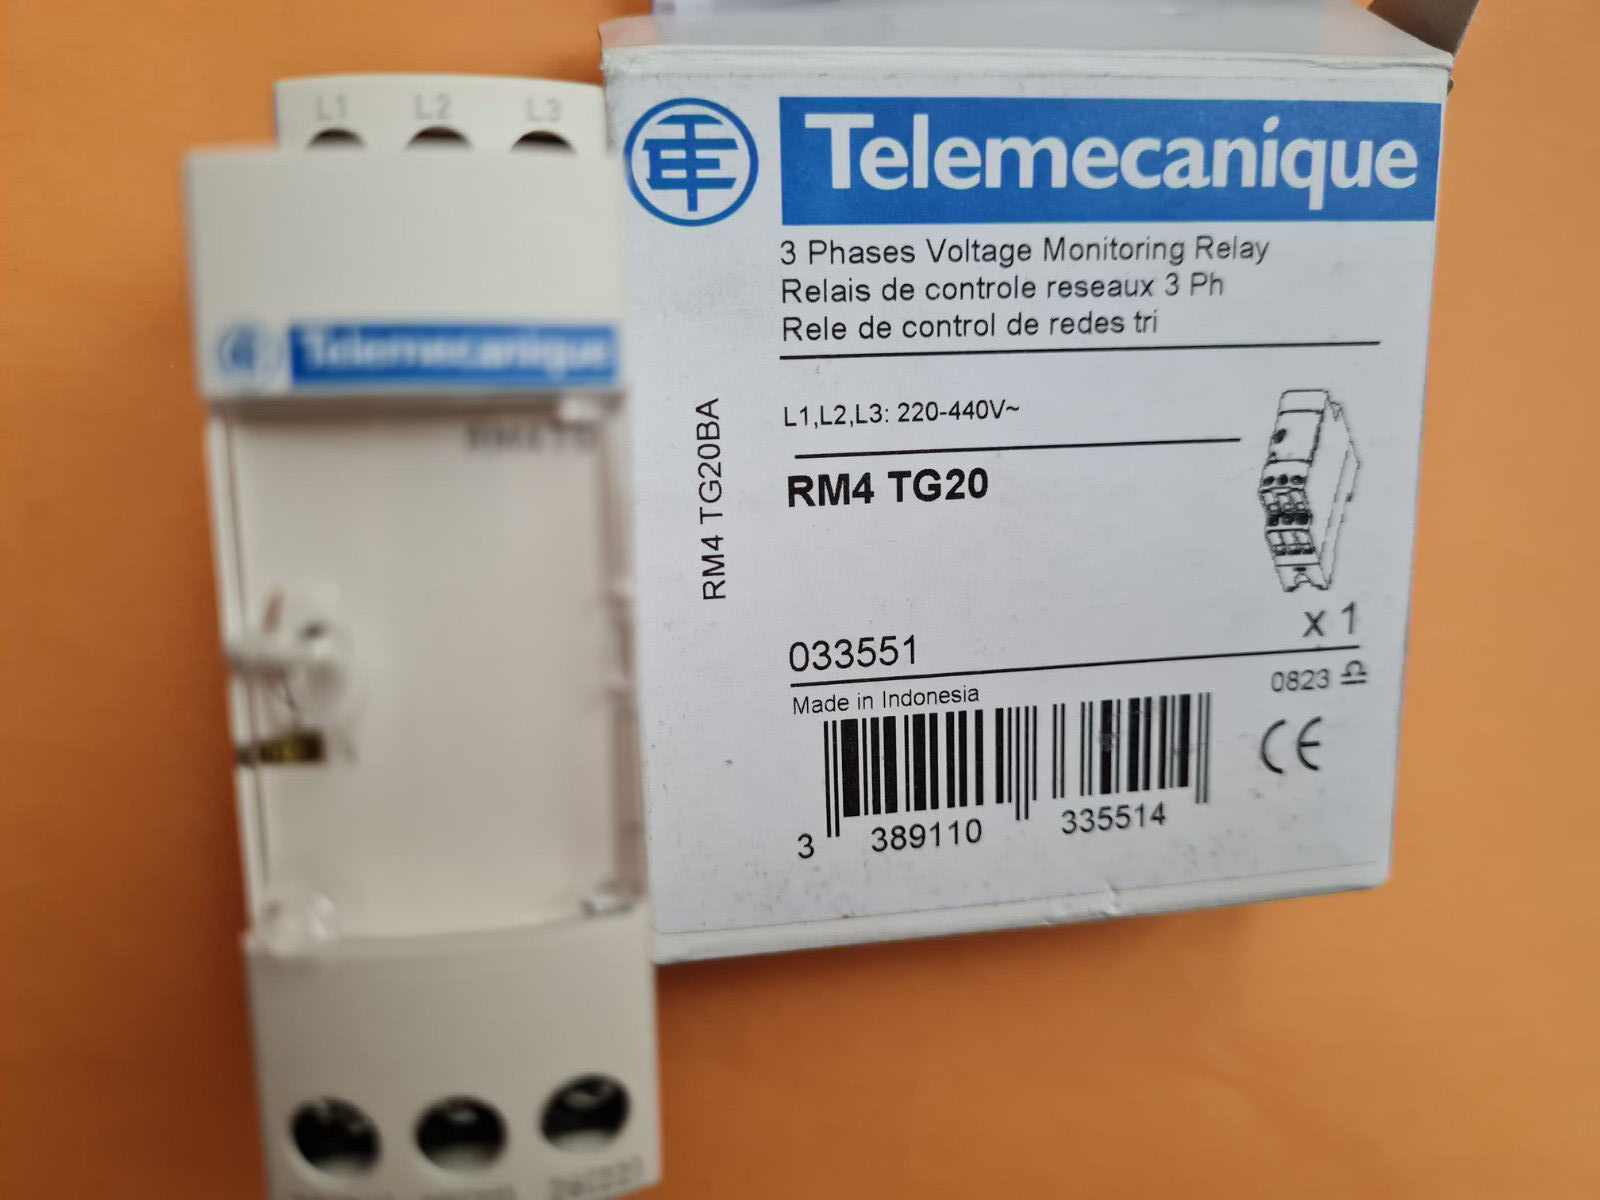 L1 L2 L3
Telemecanique
Telemecanique
3 Phases Voltage Monitoring Relay
Relais de controle reseaux 3 Ph
Rele de control de redes tri
L1,L2,L3: 220-440V~
RM4 TG20
RM4 TG20BA
x 1
033551
Made in Indonesia
0823
CE
3 389110 335514